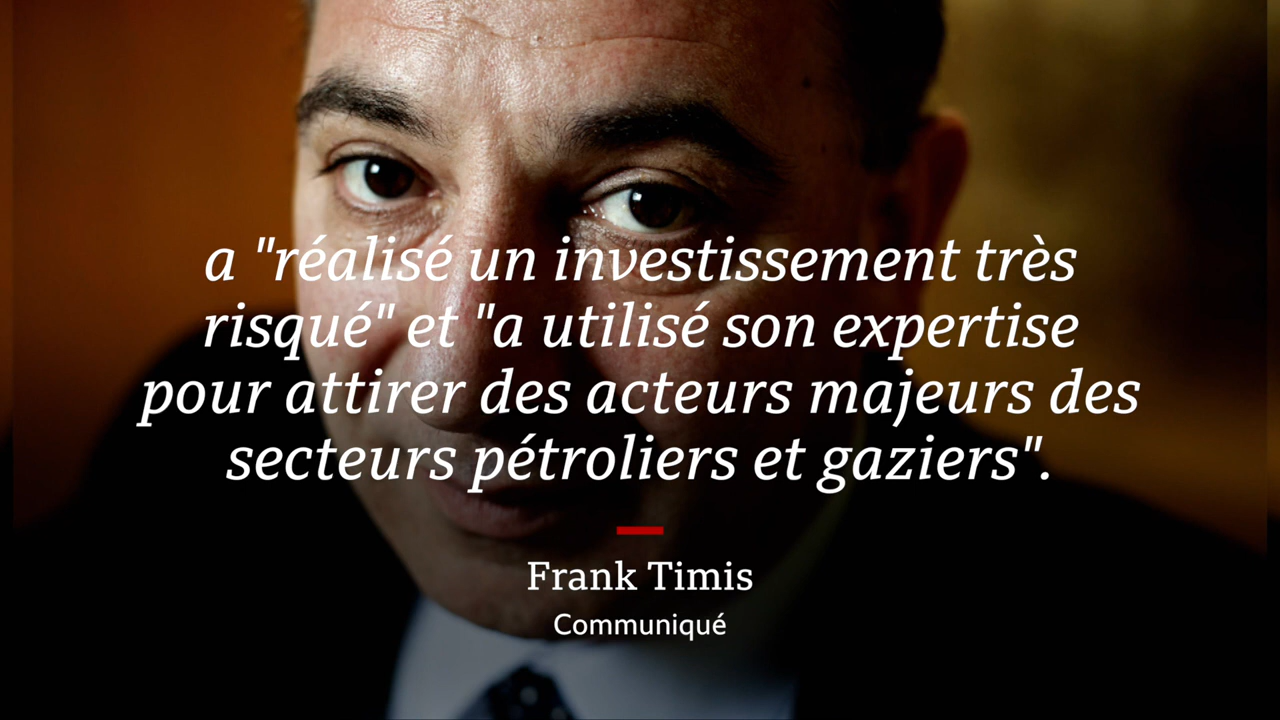 a "réalisé un investissement très
risqué" et "a utilisé son expertise
pour attirer des acteurs majeurs des
secteurs pétroliers et gaziers".
Frank Timis
Communiqué